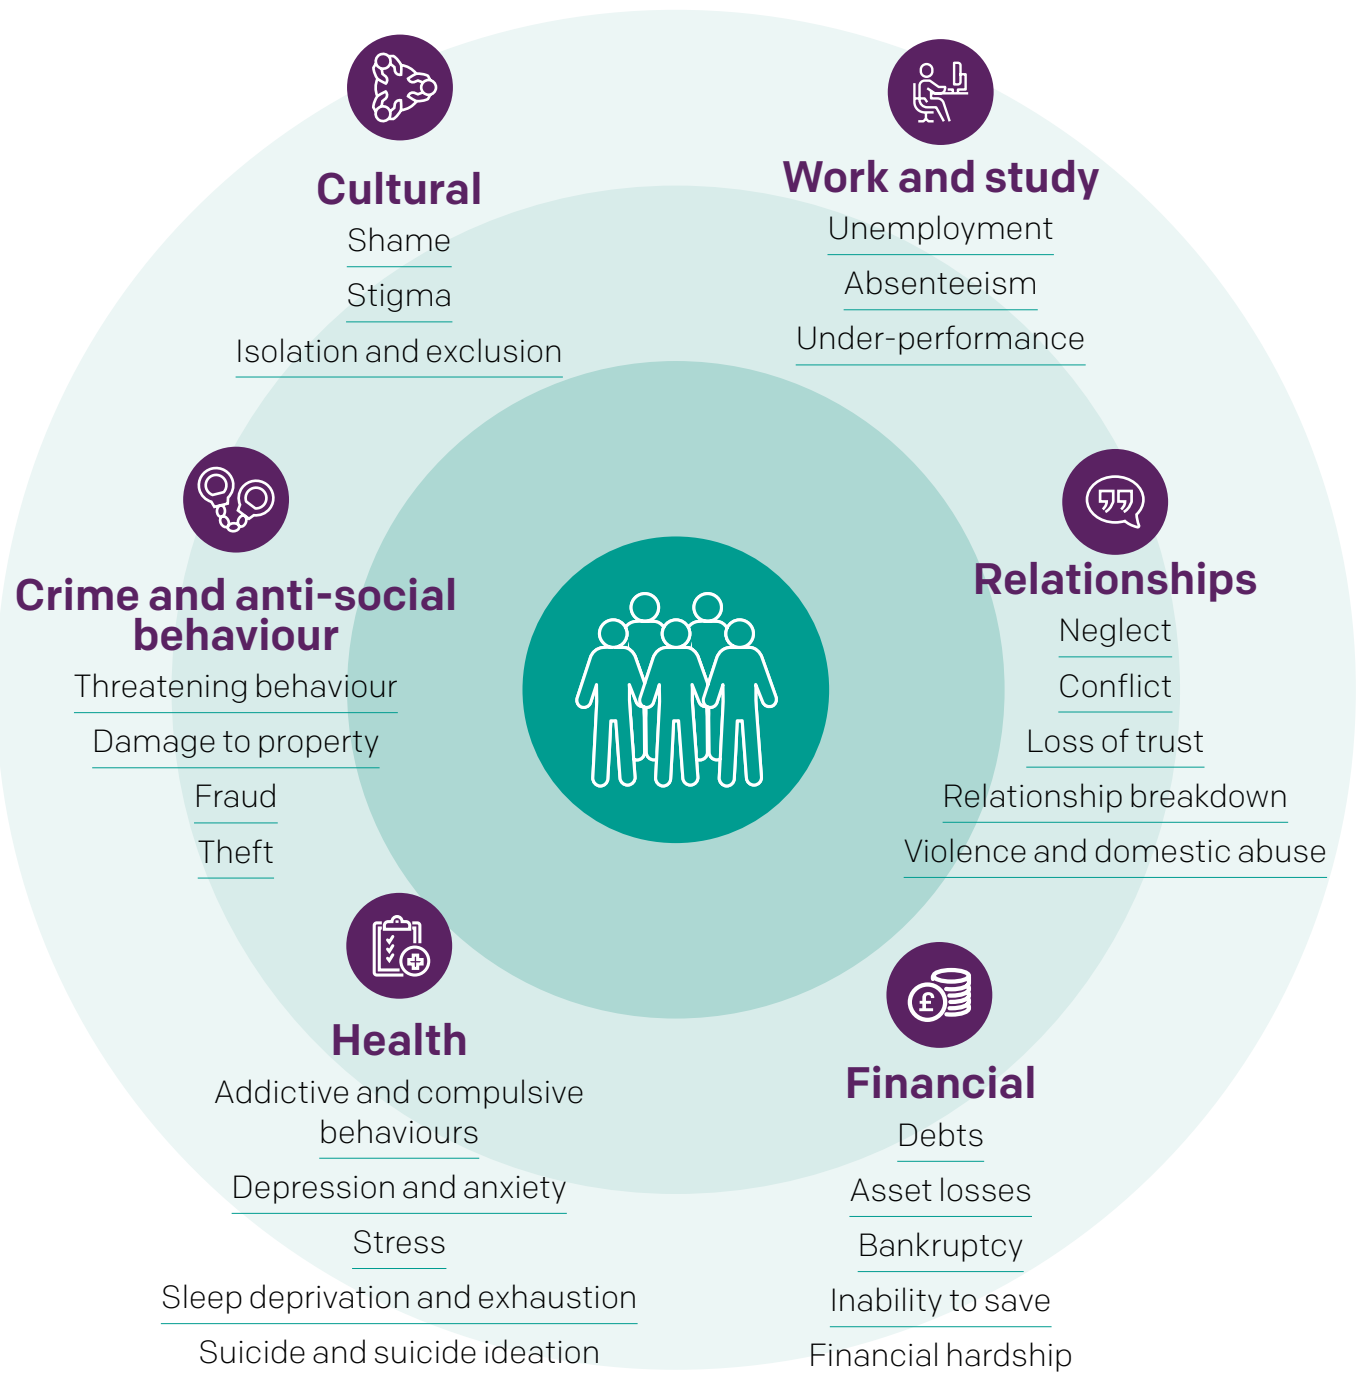 Cultural
Shame
Stigma
Isolation and exclusion
Work and study
Unemployment
Absenteeism
Under-performance
Crime and anti-social
behaviour
Threatening behaviour
Damage to property
Fraud
Theft
Relationships
Neglect
Conflict
Loss of trust
Relationship breakdown
Violence and domestic abuse
Health
Addictive and compulsive
behaviours
Depression and anxiety
Stress
Sleep deprivation and exhaustion
Suicide and suicide ideation
£
Financial
Debts
Asset losses
Bankruptcy
Inability to save
Financial hardship